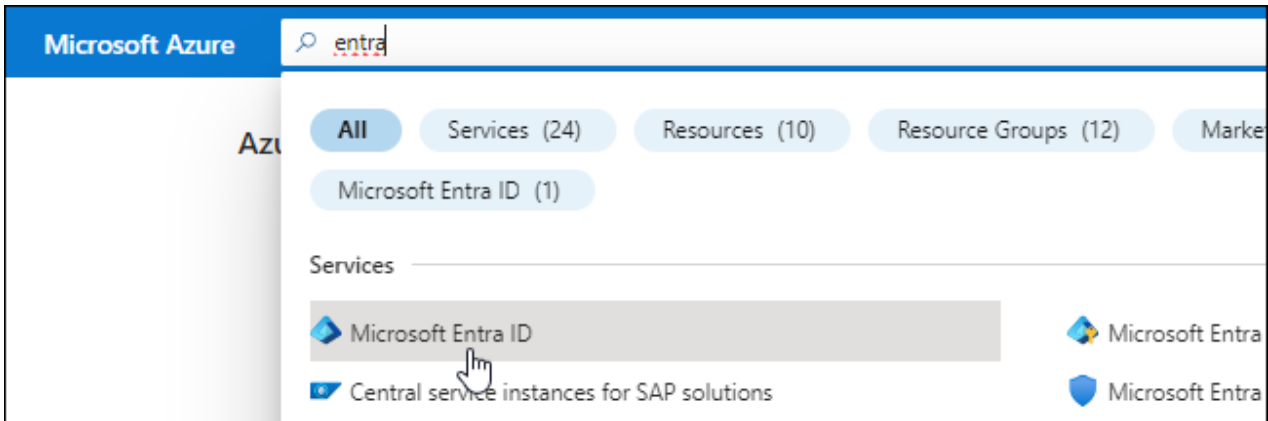 Microsoft Azure entra
Azu
All Services (24) Resources (10) Resource Groups (12) Marke
Microsoft Entra ID (1)
Services
Microsoft Entra ID Microsoft Entra
Central service instances for SAP solutions Microsoft Entra